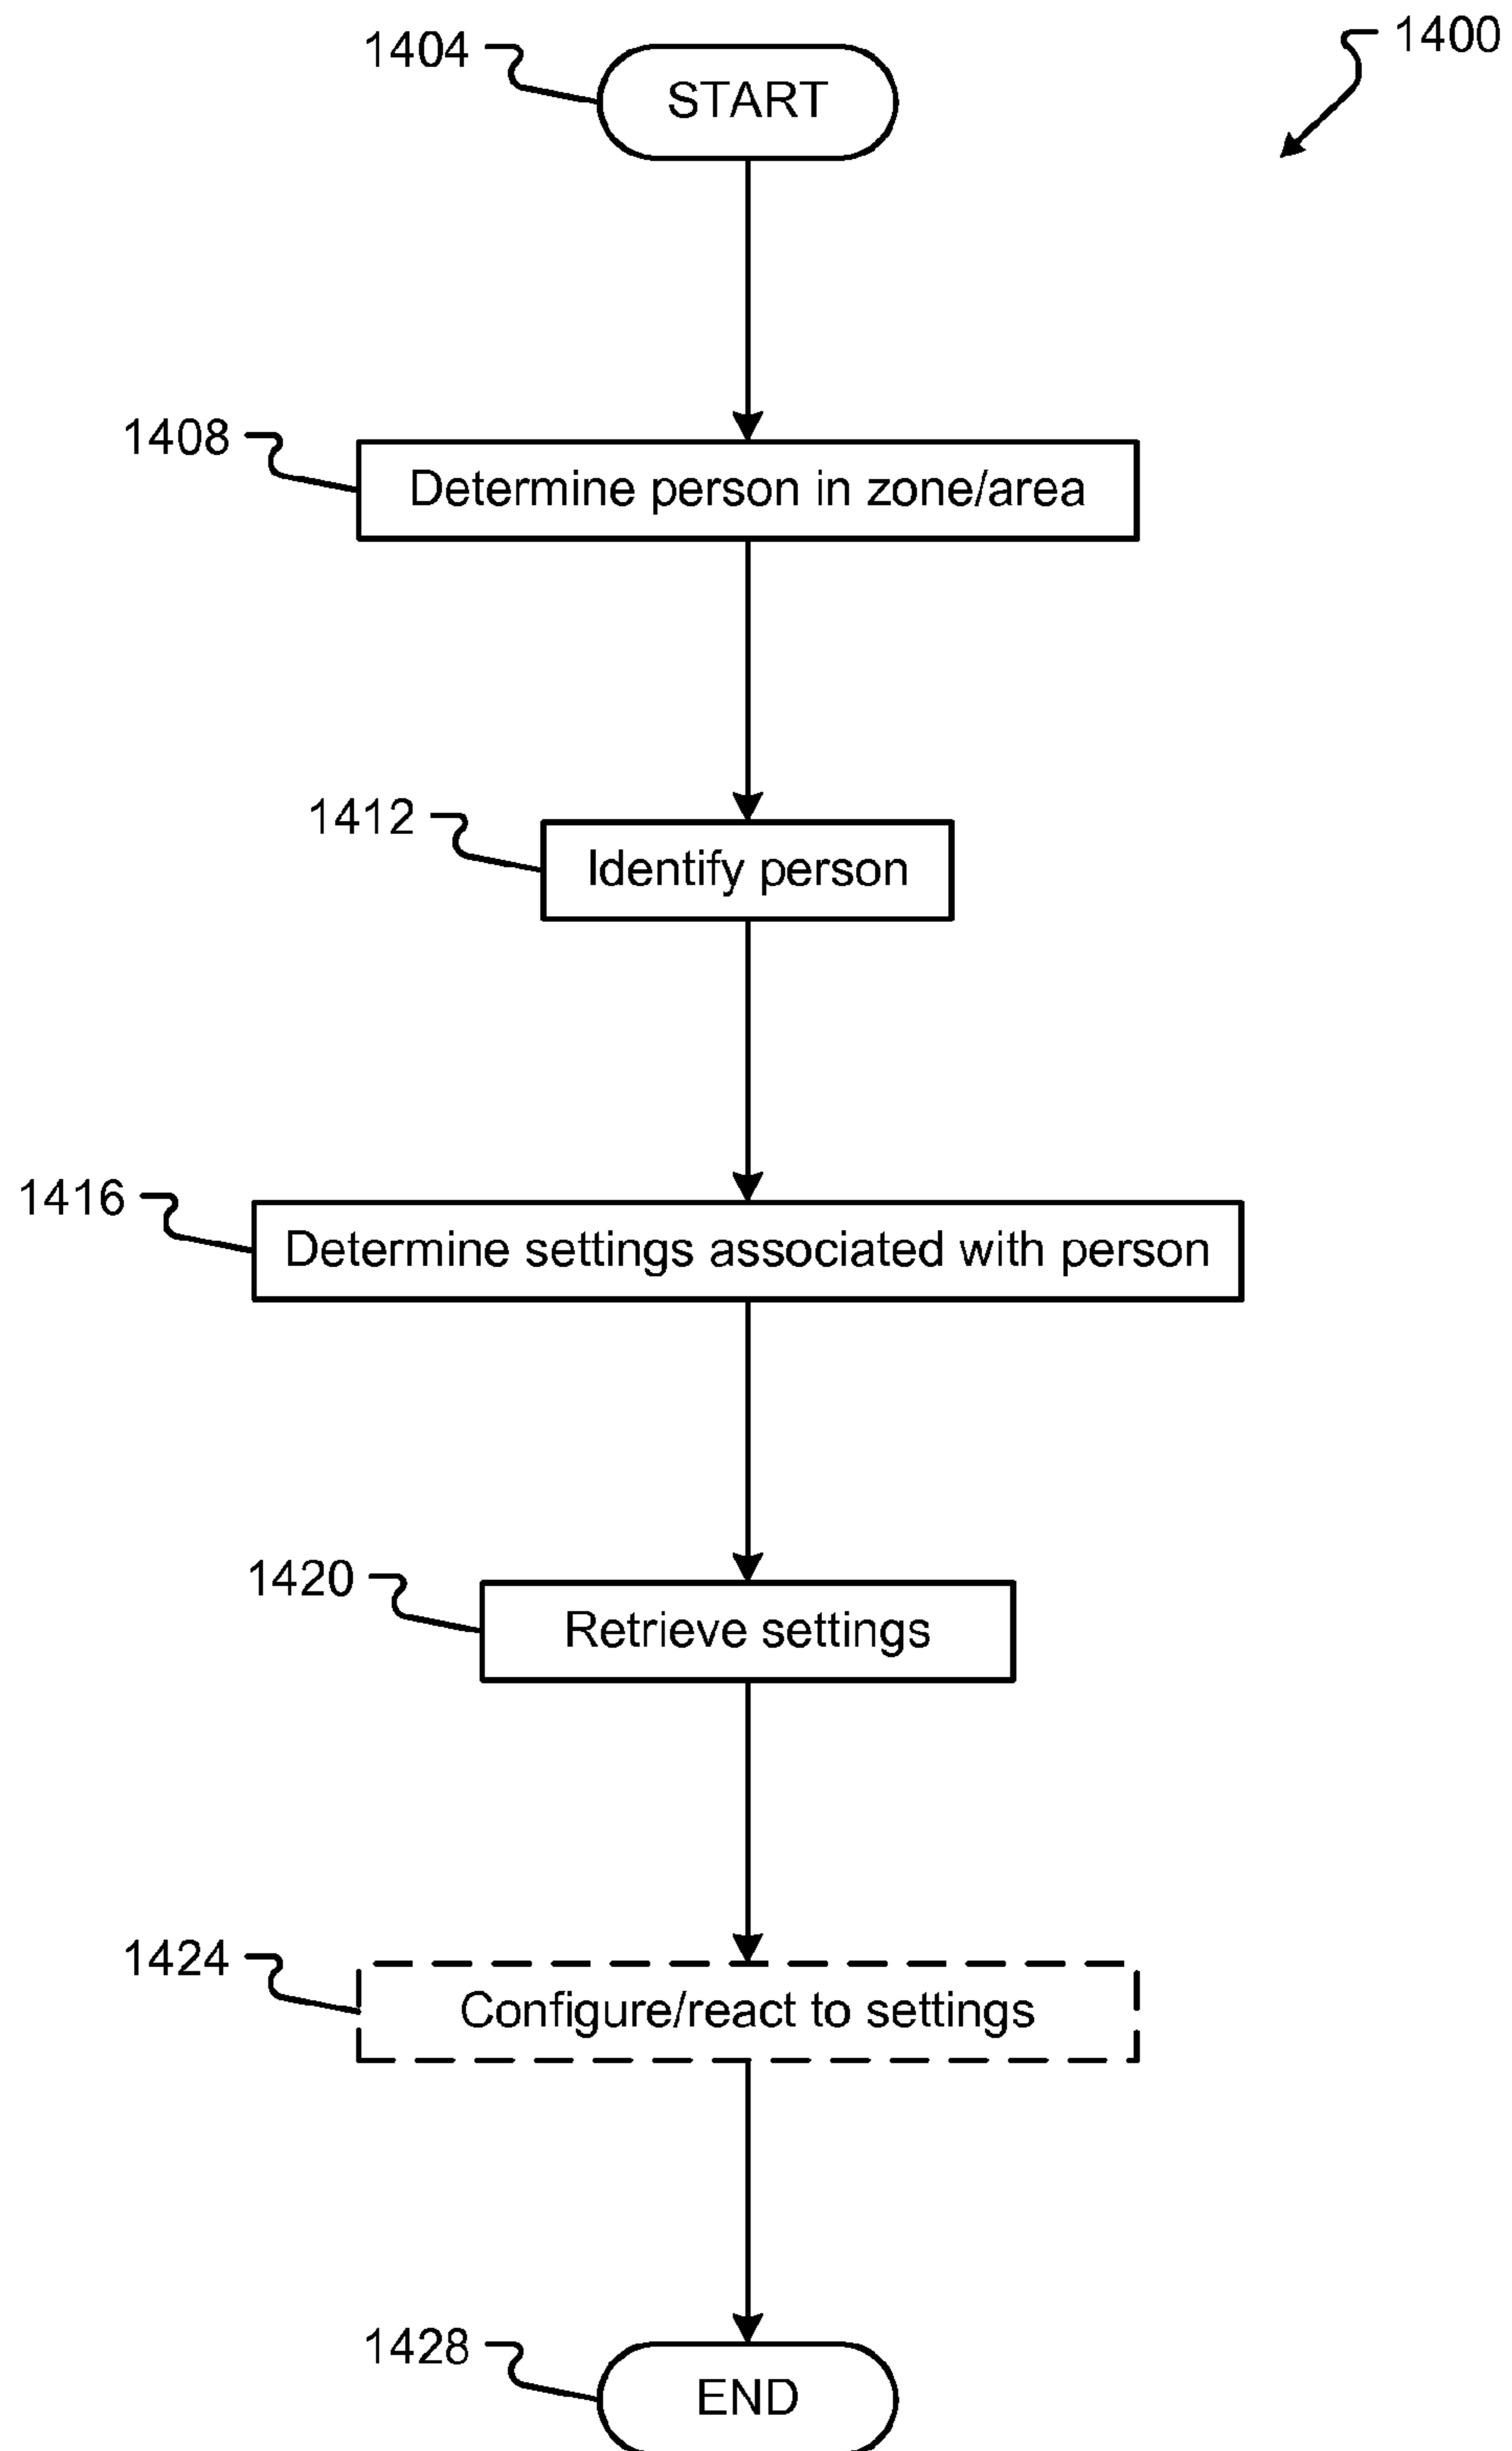 1400
1404
START
1408
Determine person in zone/area
1412
Identify person
1416
Determine settings associated with person
1420
Retrieve settings
1424
Configure/react to settings
1428
END